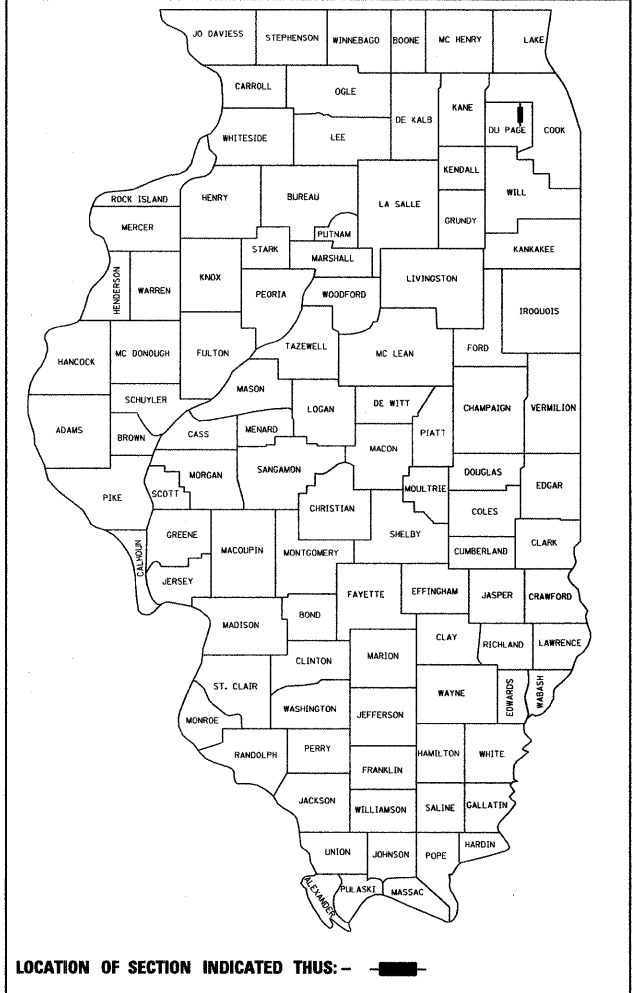 JO DAVIESS STEPHENSON WINNEBAGO BOONE MC HENRY LAKE
CARROLL OGLE DE KALB KANE DU PAGE COOK
WHITESIDE LEE
KENDALL
ROCK ISLAND HENRY BUREAU LA SALLE GRUNDY WILL
MERCER PUTNAM
STARK MARSHALL KANKAKEE
HENDERSON WARREN KNOX PEORIA WOODFORD LIVINGSTON IROQUOIS
HANCOCK MC DONOUGH FULTON TAZEWELL MC LEAN FORD
SCHUYLER MASON LOGAN DE WITT CHAMPAIGN VERMILION
ADAMS BROWN CASS MENARD MACON PIATT
PIKE SCOTT MORGAN SANGAMON MOULTRIE DOUGLAS EDGAR
CHRISTIAN COLES
CALHOUN GREENE MACOUPIN MONTGOMERY SHELBY CUMBERLAND CLARK
JERSEY
FAYETTE EFFINGHAM JASPER CRAWFORD
MADISON BOND
CLAY RICHLAND LAWRENCE
CLINTON MARION
ST. CLAIR WAYNE EDWARDS WABASH
MONROE WASHINGTON JEFFERSON
RANDOLPH PERRY HAMILTON WHITE
FRANKLIN
JACKSON WILLIAMSON SALINE GALLATIN
UNION JOHNSON POPE HARDIN
ALEXANDER PULASKI MASSAC
LOCATION OF SECTION INDICATED THUS: –